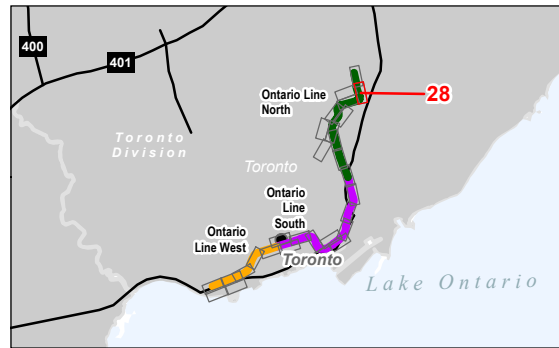 400
401
Ontario Line
North
28
Toronto
Division
Toronto
Ontario
Line
South
Ontario
Line West
Toronto
Lake Ontario